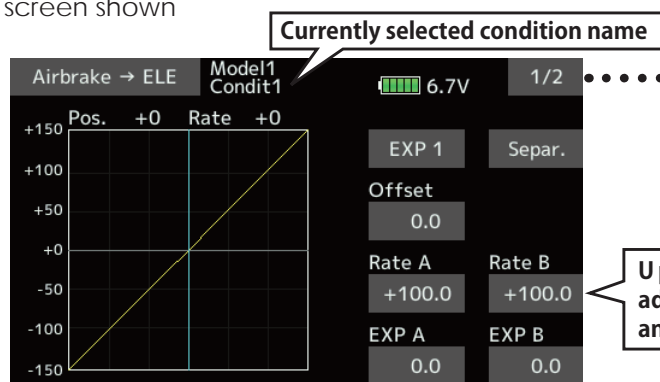 screen shown
Currently selected condition name
Airbrake → ELE
Model1
Condit1
6.7V
1/2
Pos. +0 Rate +0
+150
+100
+50
+0
-50
-100
-150
EXP 1
Separ.
Offset
0.0
Rate A
Rate B
+100.0
+100.0
EXP A
EXP B
0.0
0.0
U
an